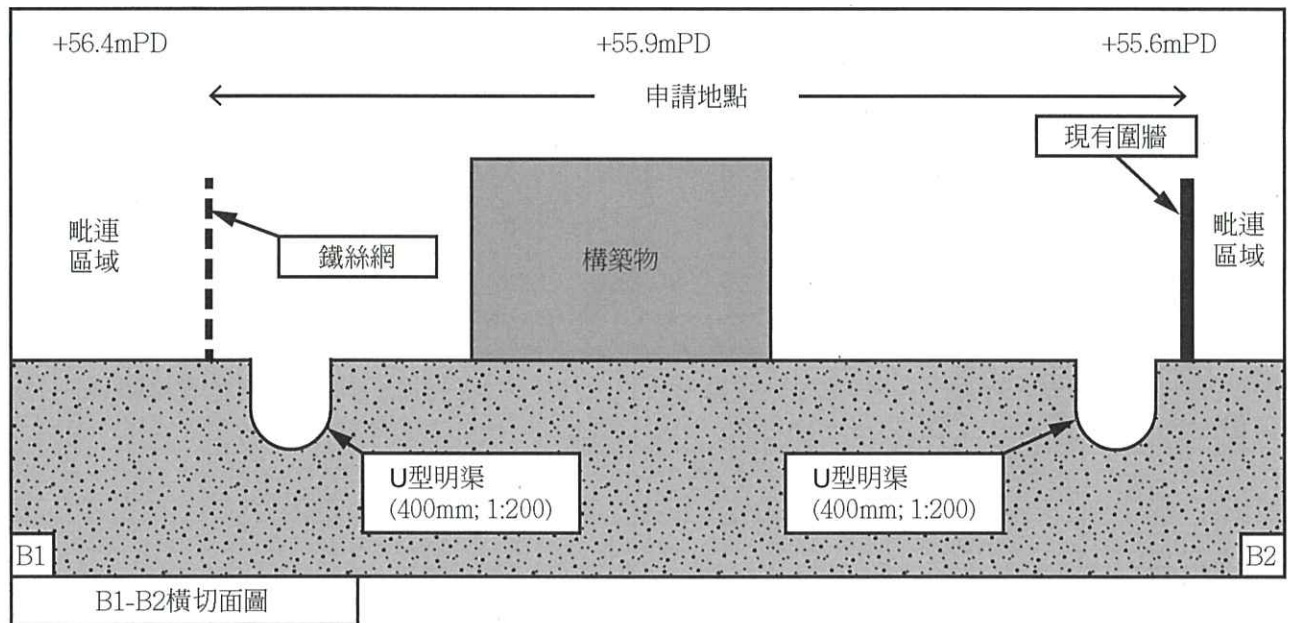 +56.4mPD
+55.9mPD
+55.6mPD
申請地點
現有圍牆
毗連
區域
鐵絲網
構築物
毗連
區域
U型明渠
(400mm; 1:200)
U型明渠
(400mm; 1:200)
B1
B2
B1-B2橫切面圖